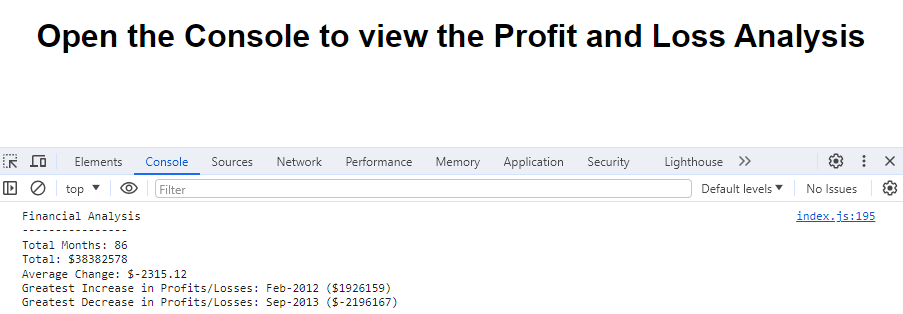 Open the Console to view the Profit and Loss Analysis
Elements Console Sources Network Performance Memory Application Security Lighthouse
top Filter Default levels No Issues
Financial Analysis index.js:195
----------------
Total Months: 86
Total: $38382578
Average Change: $-2315.12
Greatest Increase in Profits/Losses: Feb-2012 ($1926159)
Greatest Decrease in Profits/Losses: Sep-2013 ($-2196167)